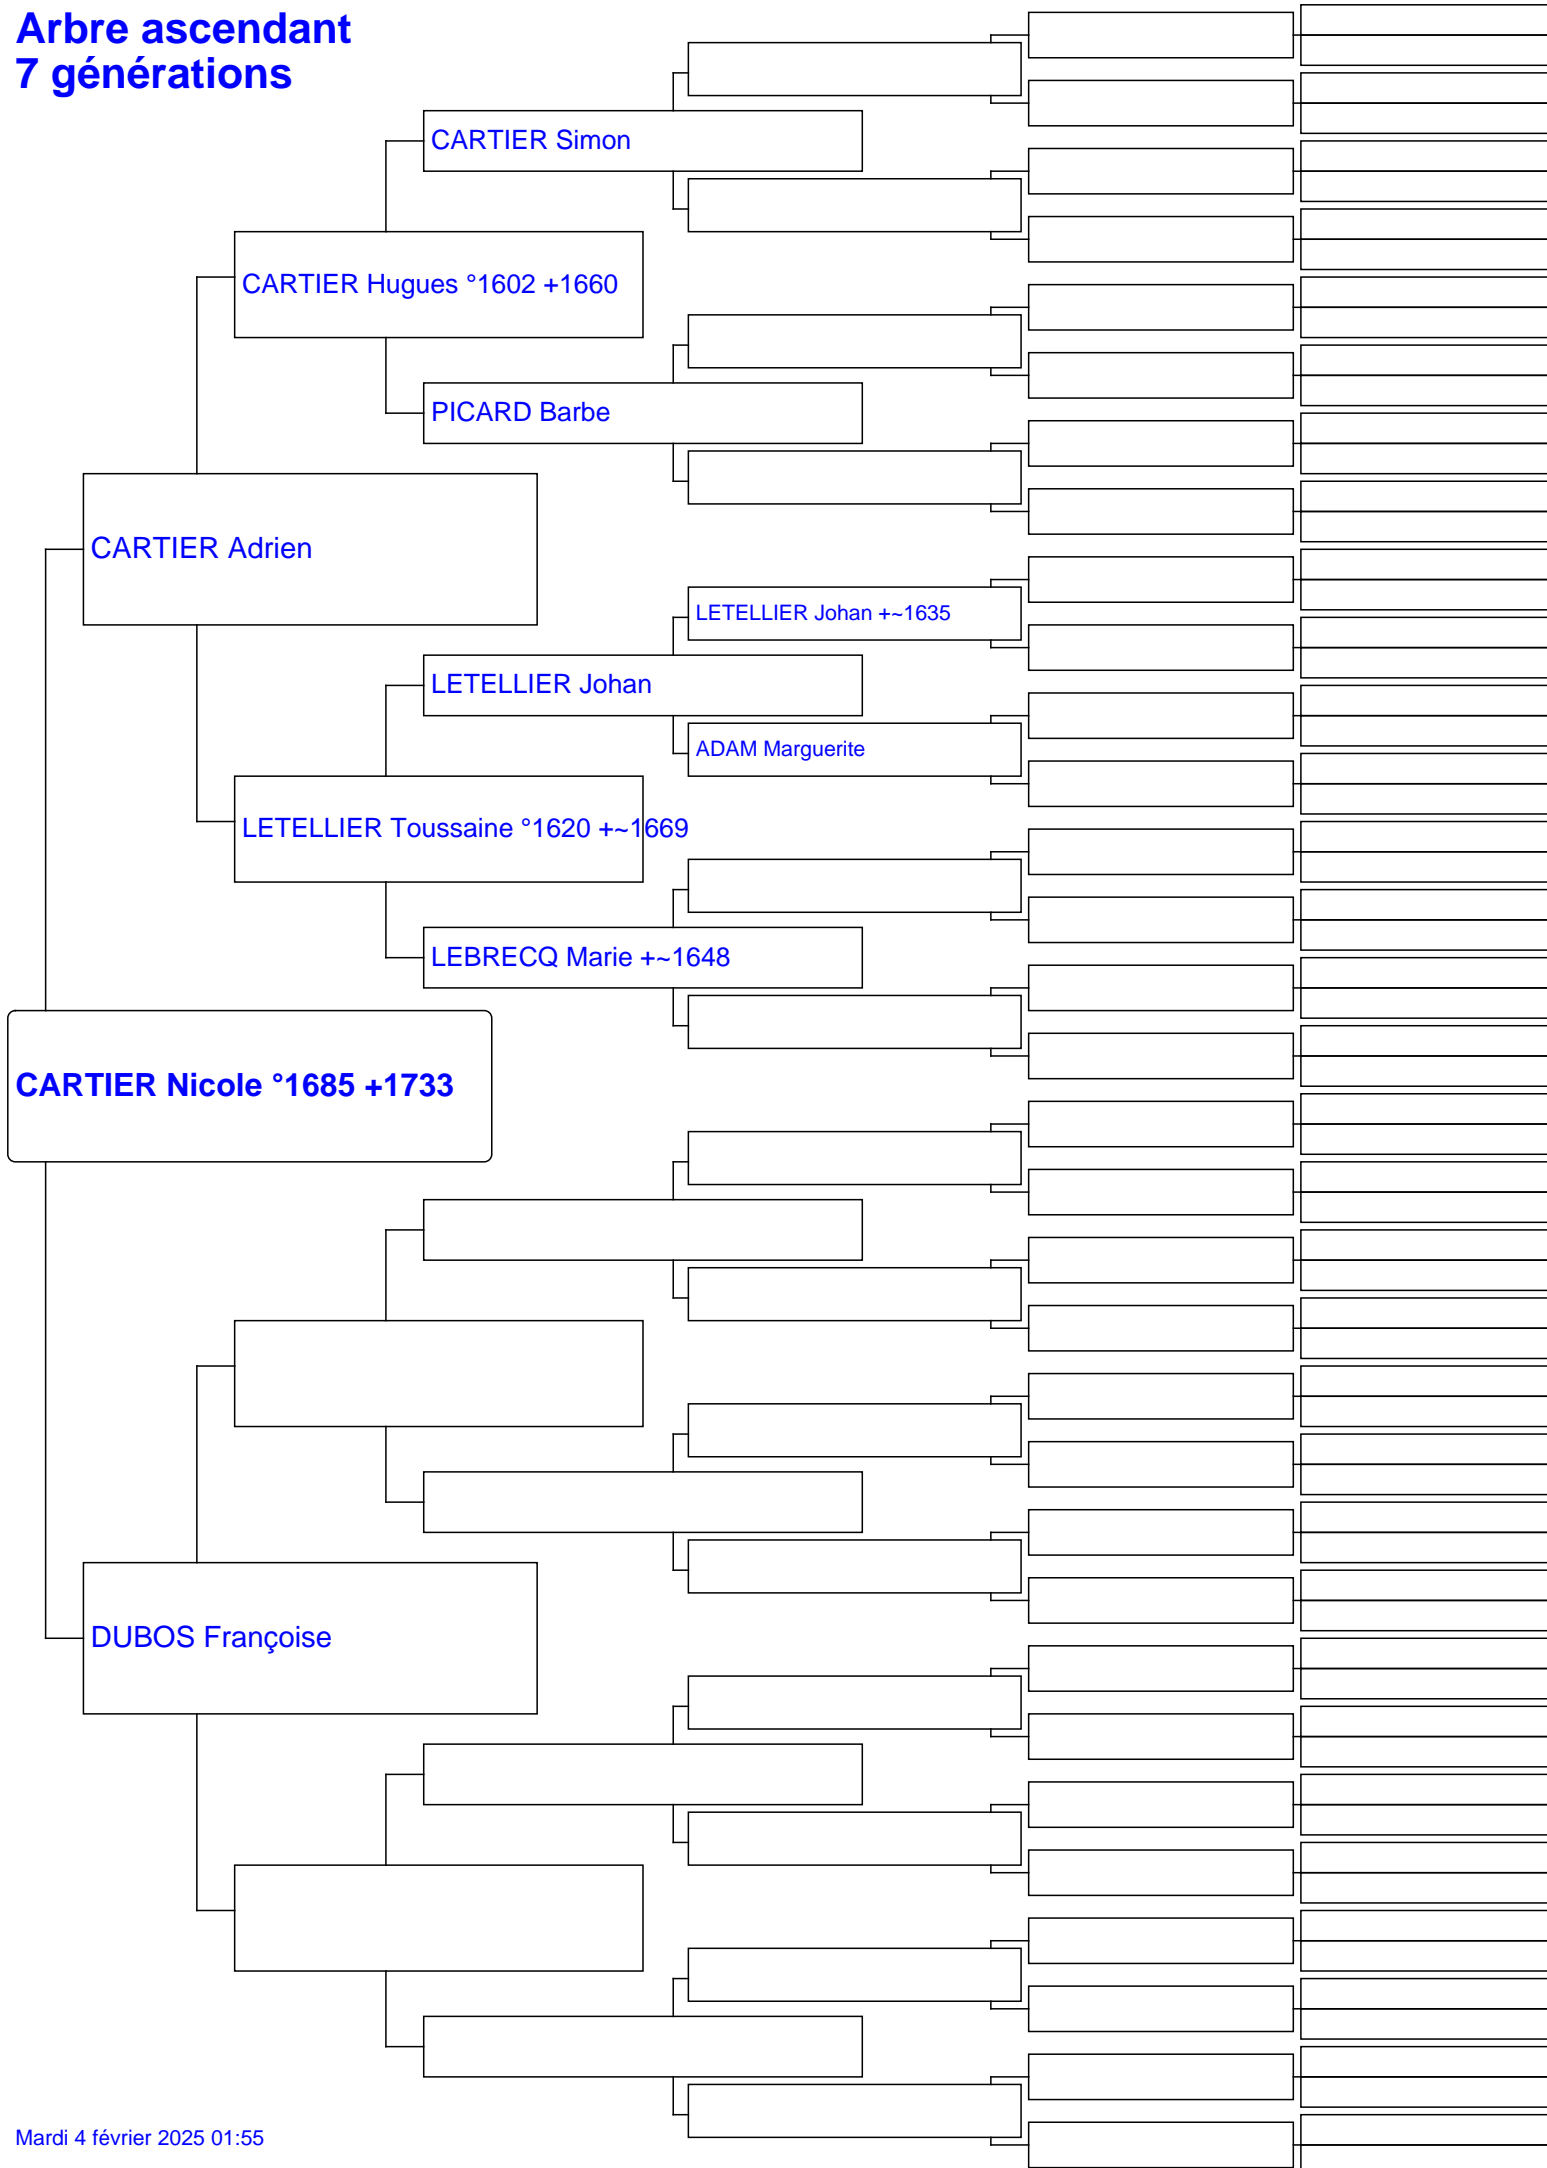 Arbre ascendant
7 générations
CARTIER Simon
CARTIER Hugues °1602 +1660
PICARD Barbe
CARTIER Adrien
LETELLIER Johan +~1635
LETELLIER Johan
ADAM Marguerite
LETELLIER Toussaine °1620 +~1669
LEBRECQ Marie +~1648
CARTIER Nicole °1685 +1733
DUBOS Françoise
Mardi 4 février 2025 01:55